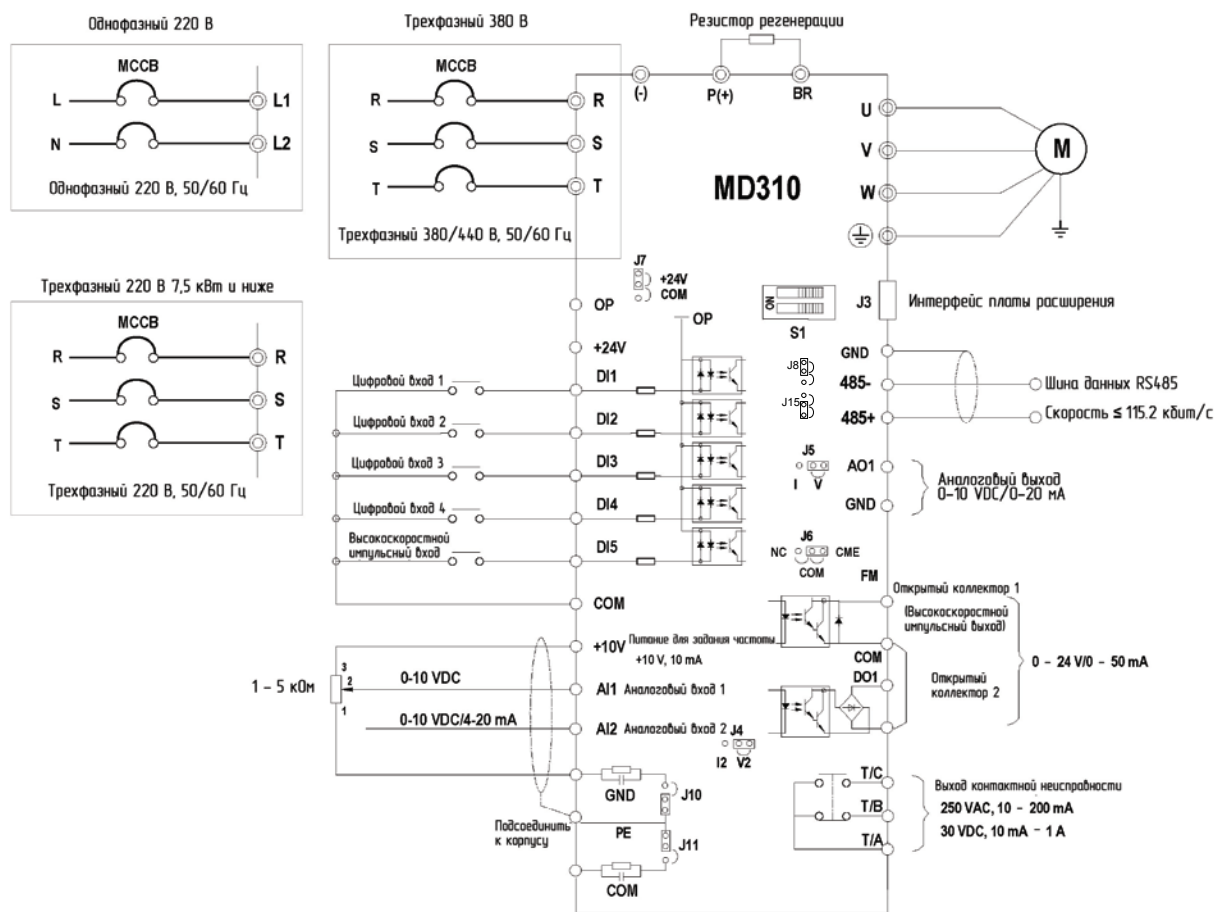 Однофазный 220 В
МССВ
L
L1
N
L2
Однофазный 220 В, 50/60 Гц
Трехфазный 380 В
МССВ
R
R
S
S
T
T
Трехфазный 380/440 В, 50/60 Гц
Трехфазный 220 В 7,5 кВт и ниже
МССВ
R
R
S
S
T
T
Трехфазный 220 В, 50/60 Гц
Резистор регенерации
(-)
P(+)
BR
MD310
U
V
W
M
J7
+24V
COM
OP
OP
+24V
ON
S1
J3
Интерфейс платы расширения
Цифровой вход 1
DI1
Цифровой вход 2
DI2
Цифровой вход 3
DI3
Цифровой вход 4
DI4
Высокоскоростной
импульсный вход
DI5
COM
J8
J15
GND
485-
Шина данных RS485
485+
Скорость ≤ 115.2 кбит/с
J5
I
V
AO1
GND
Аналоговый выход
0-10 VDC/0-20 мА
J6
NC
CME
COM
FM
Открытый коллектор 1
(Высокоскоростной
импульсный выход)
COM
DO1
Открытый
коллектор 2
0 - 24 V/0 - 50 mA
+10V
Питание для задания частоты
+10 V, 10 mA
1 - 5 кОм
3
2
1
0-10 VDC
AI1
Аналоговый вход 1
0-10 VDC/4-20 mA
AI2
Аналоговый вход 2
J4
I2
V2
GND
J10
Подсоединить
к корпусу
PE
J11
COM
T/C
T/B
T/A
Выход контактной неисправности
250 VAC, 10 - 200 mA
30 VDC, 10 mA - 1 A